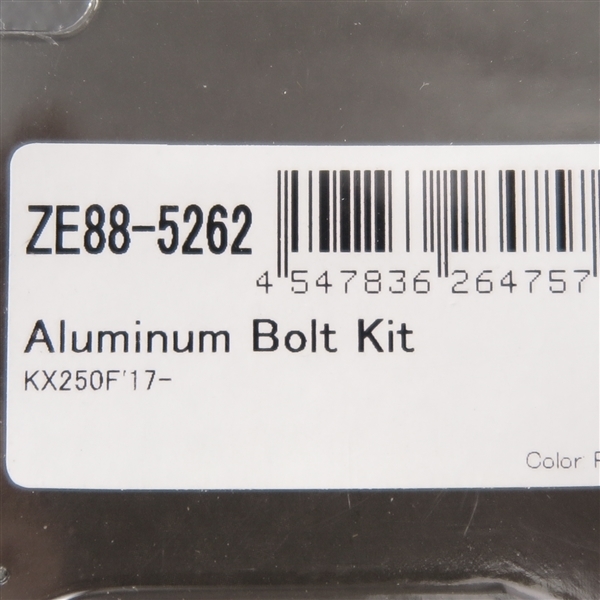 ZE88-5262
4 547836 264757
Aluminum Bolt Kit
KX250F'17-
Color